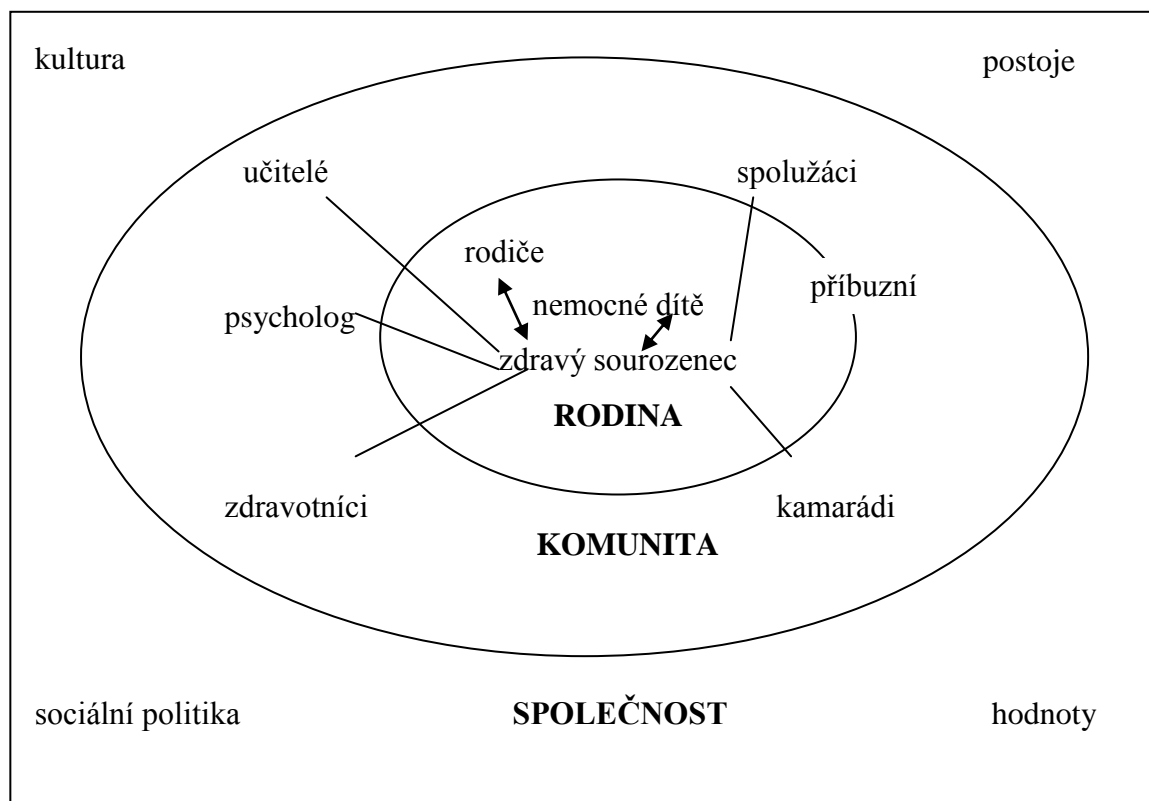 kultura
postoje
učitelé
spolužáci
rodiče
příbuzní
nemocné dítě
psycholog
zdravý sourozenec
RODINA
zdravotníci
kamarádi
KOMUNITA
sociální politika
SPOLEČNOST
hodnoty